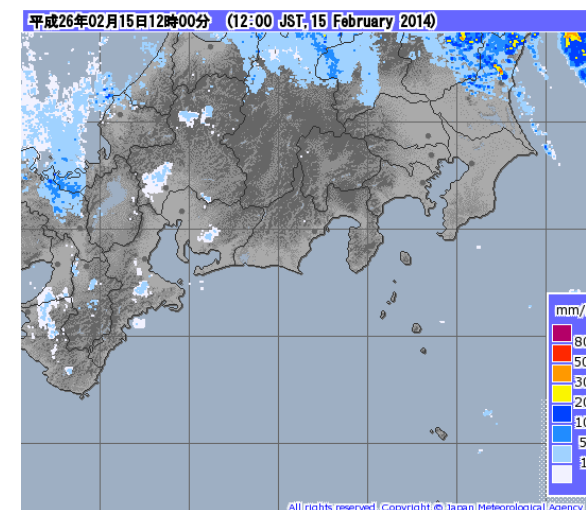 平成26年02月15日12時00分 (12:00 JST, 15 February 2014)
mm/
80
50
30
20
10
5
1
All rights reserved. Copyright © Japan Meteorological Agency